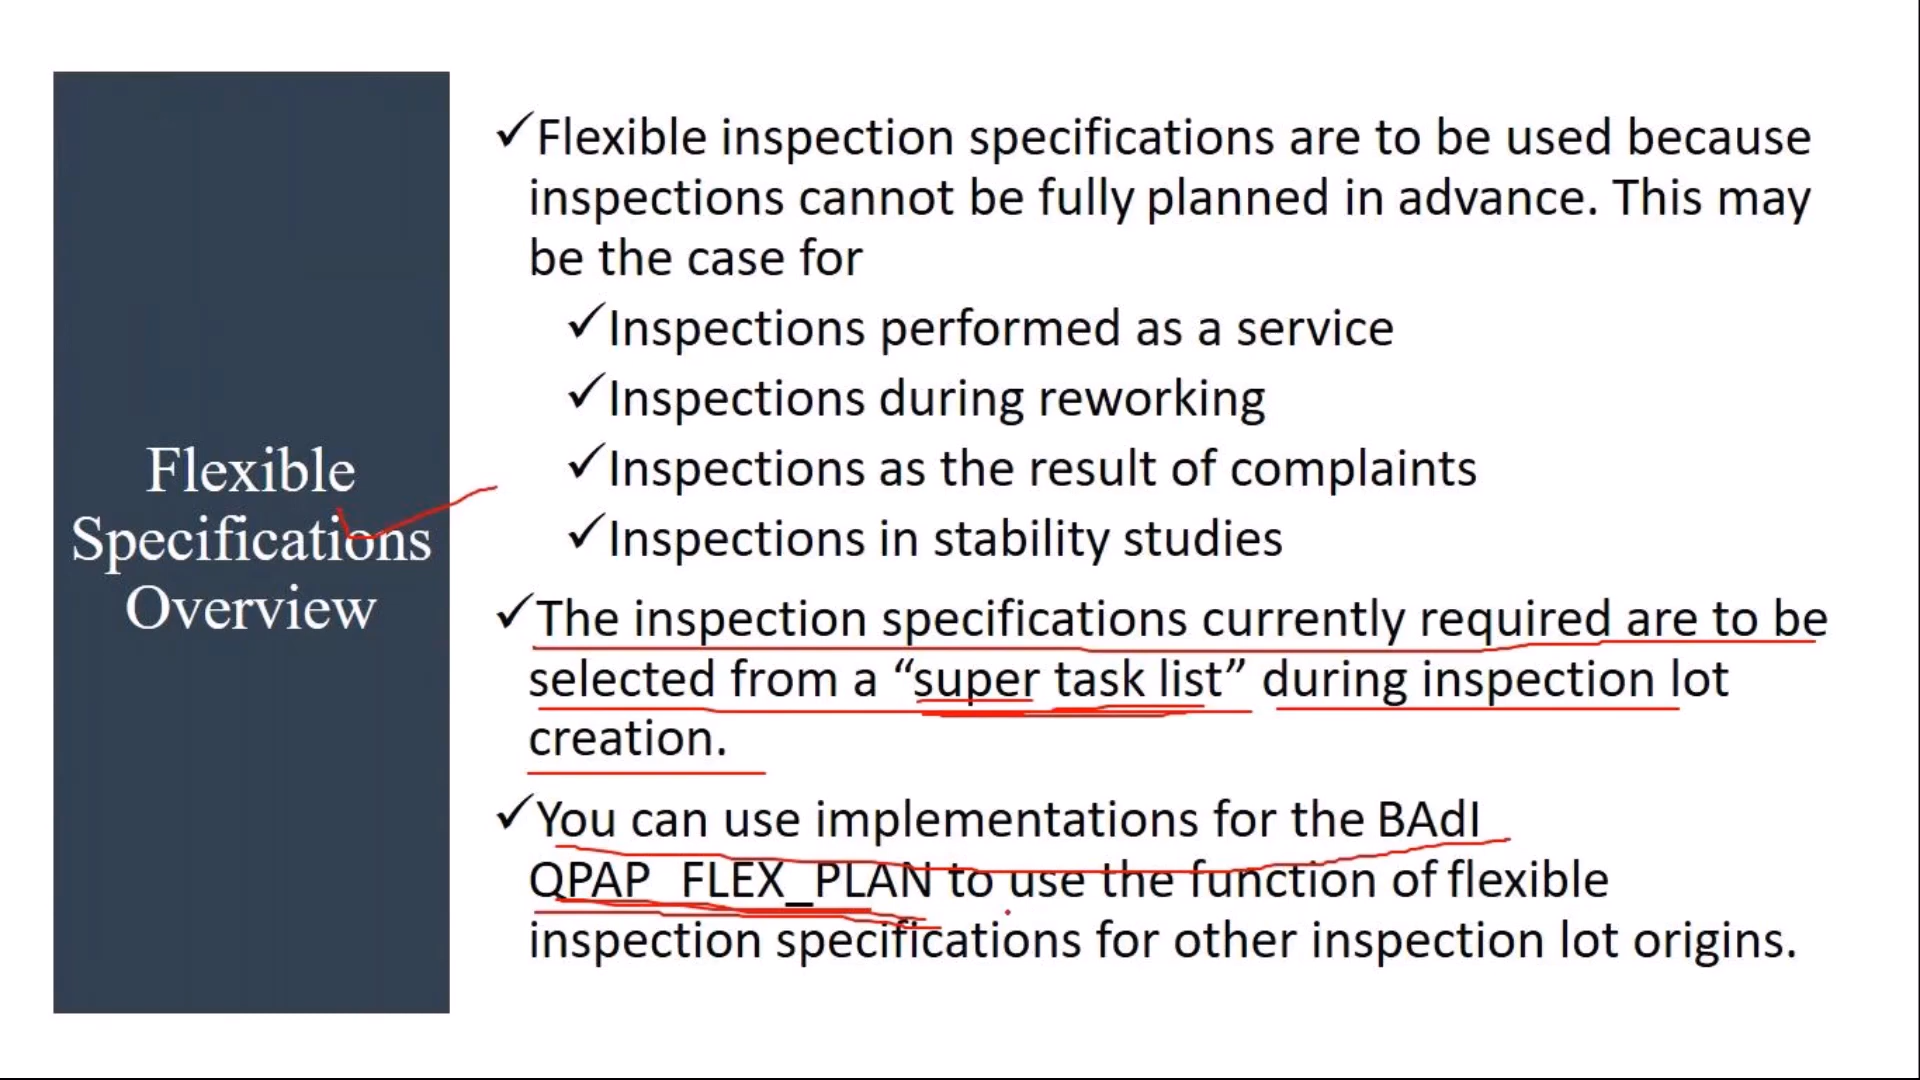 Flexible
Specifications
Overview
✓Flexible inspection specifications are to be used because
inspections cannot be fully planned in advance. This may
be the case for
✓Inspections performed as a service
✓Inspections during reworking
✓Inspections as the result of complaints
✓Inspections in stability studies
✓The inspection specifications currently required are to be
selected from a “super task list” during inspection lot
creation.
✓You can use implementations for the BAdI
QPAP_FLEX_PLAN to use the function of flexible
inspection specifications for other inspection lot origins.